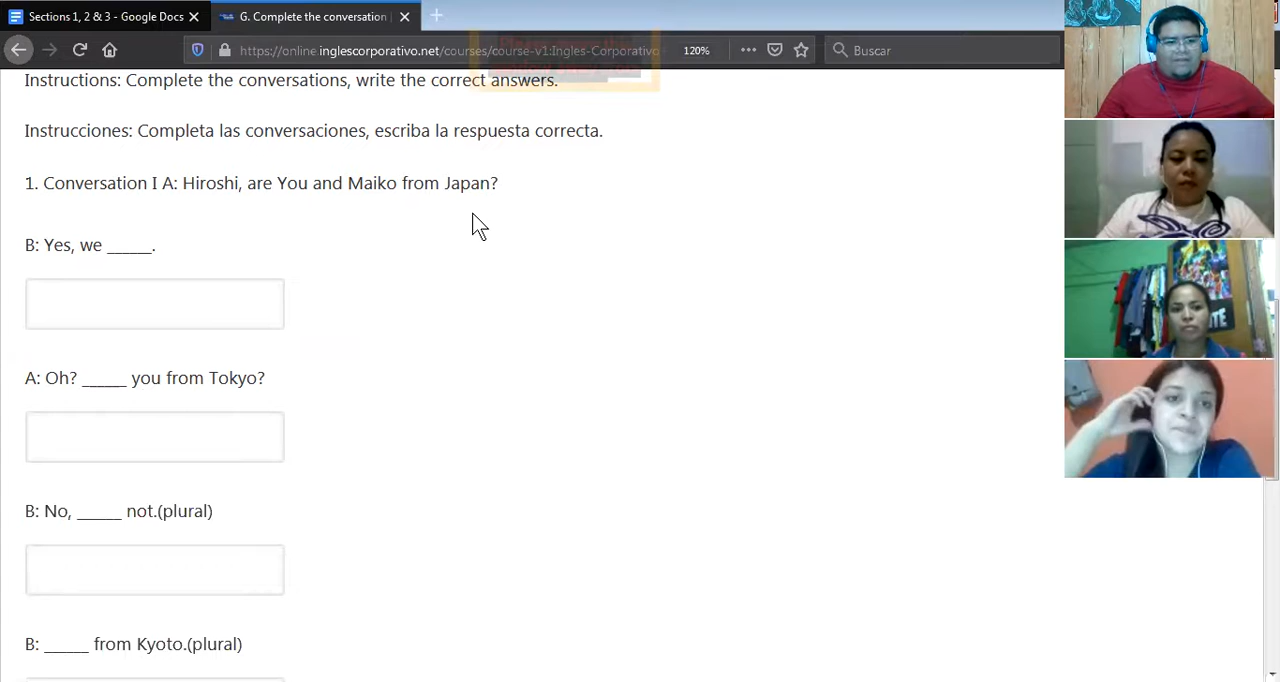 Sections 1, 2 & 3 - Google Docs
G. Complete the conversation
https://online.inglescorporativo.net/courses/course-v1:Ingles-Corporativo
120%
Buscar
Instructions: Complete the conversations, write the correct answers.
Instrucciones: Completa las conversaciones, escriba la respuesta correcta.
1. Conversation I A: Hiroshi, are You and Maiko from Japan?
B: Yes, we _____.
A: Oh? _____ you from Tokyo?
B: No, _____ not.(plural)
B: _____ from Kyoto.(plural)